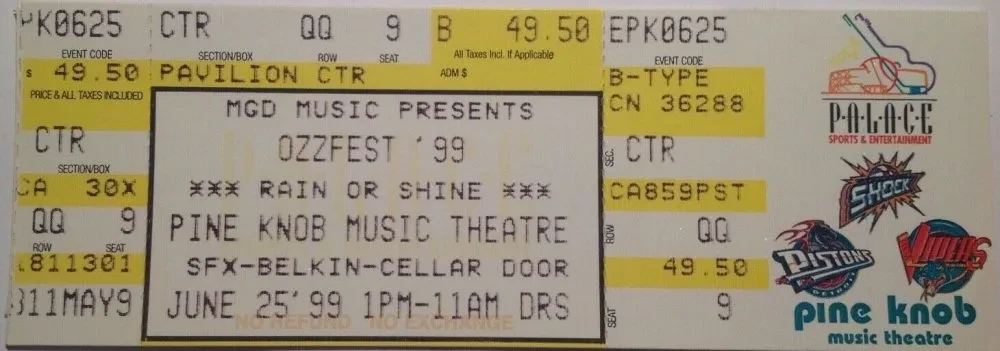 PK0625 CTR QQ 9 B 49.50 EPK0625
EVENT CODE SECTION/BOX ROW SEAT All Taxes Incl. If Applicable EVENT CODE
$ 49.50 PAVILION CTR ADM $ B-TYPE
PRICE & ALL TAXES INCLUDED
CN 36288
MGD MUSIC PRESENTS
OZZFEST '99
*** RAIN OR SHINE ***
PINE KNOB MUSIC THEATRE
SFX-BELKIN-CELLAR DOOR
JUNE 25'99 1PM-11AM DRS
NO REFUND NO EXCHANGE
CTR
SECTION/BOX
CA 30X
QQ 9
ROW SEAT
811301
311MAY9
SEC. CTR
CA859PST
ROW QQ
49.50
SEAT 9
P·A·L·A·C·E
SPORTS & ENTERTAINMENT
SHOCK
PISTONS
DETROIT
VIPERS
pine knob
music theatre